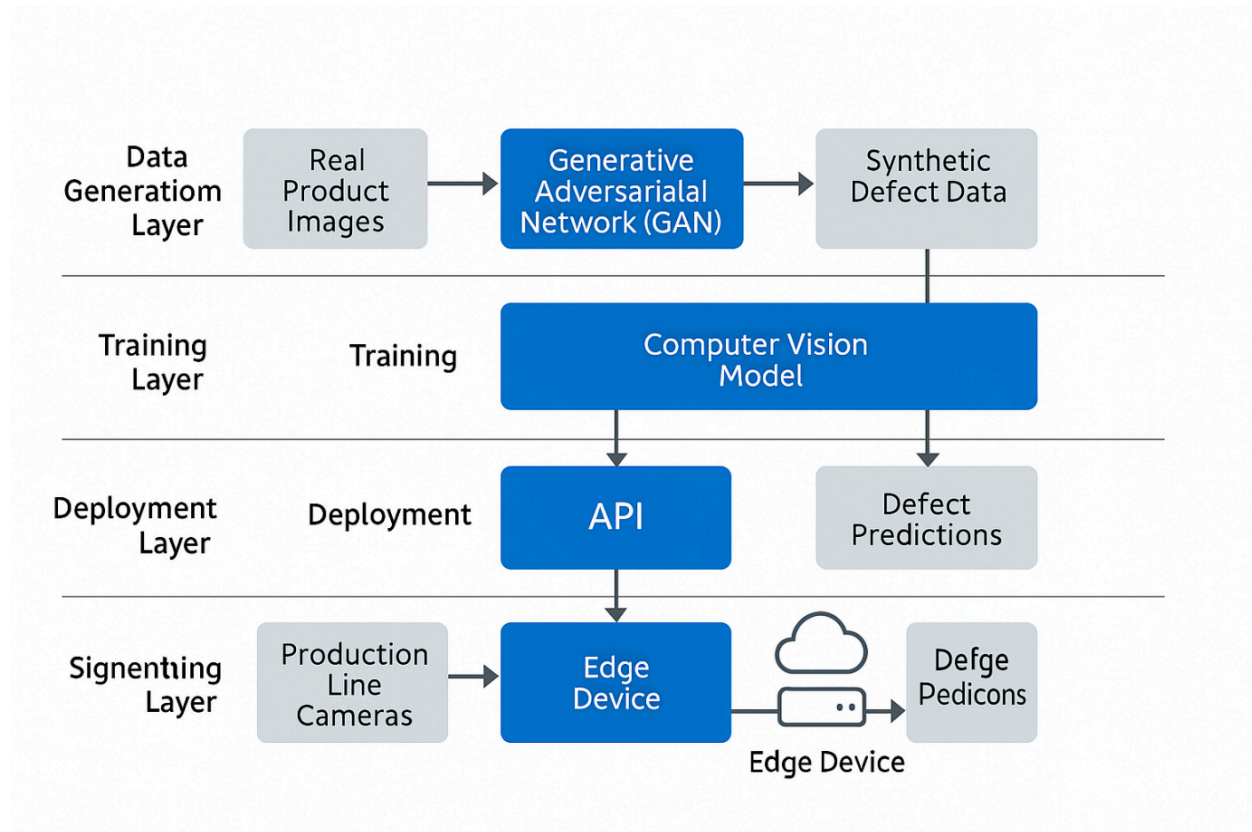 Data
Generatiom
Layer
Real
Product
Images
Generative
Adversarialal
Network (GAN)
Synthetic
Defect Data
Training
Layer
Training
Computer Vision
Model
Deployment
Layer
Deployment
API
Defect
Predictions
Layer
Production
Line
Cameras
Edge
Device
Edge Device
Defge
Pedicons